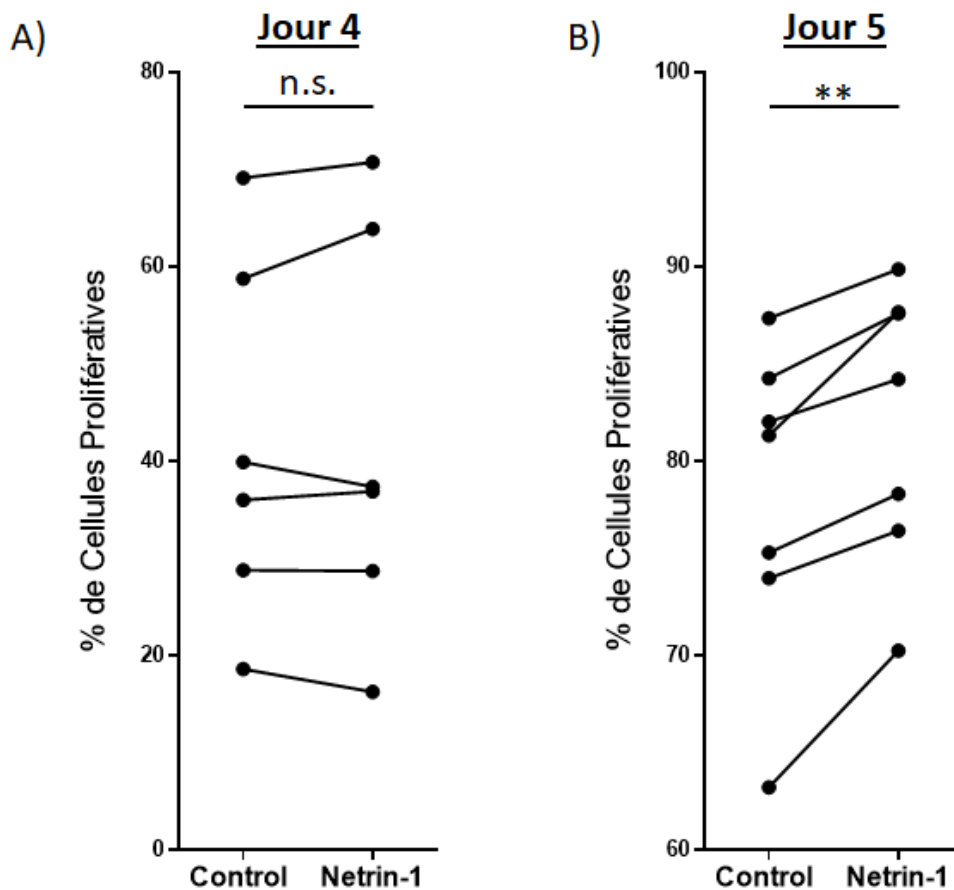 A)
Jour 4
n.s.
% de Cellules Prolifératives
80
60
40
20
0
Control Netrin-1
B)
Jour 5
**
% de Cellules Prolifératives
100
90
80
70
60
Control Netrin-1